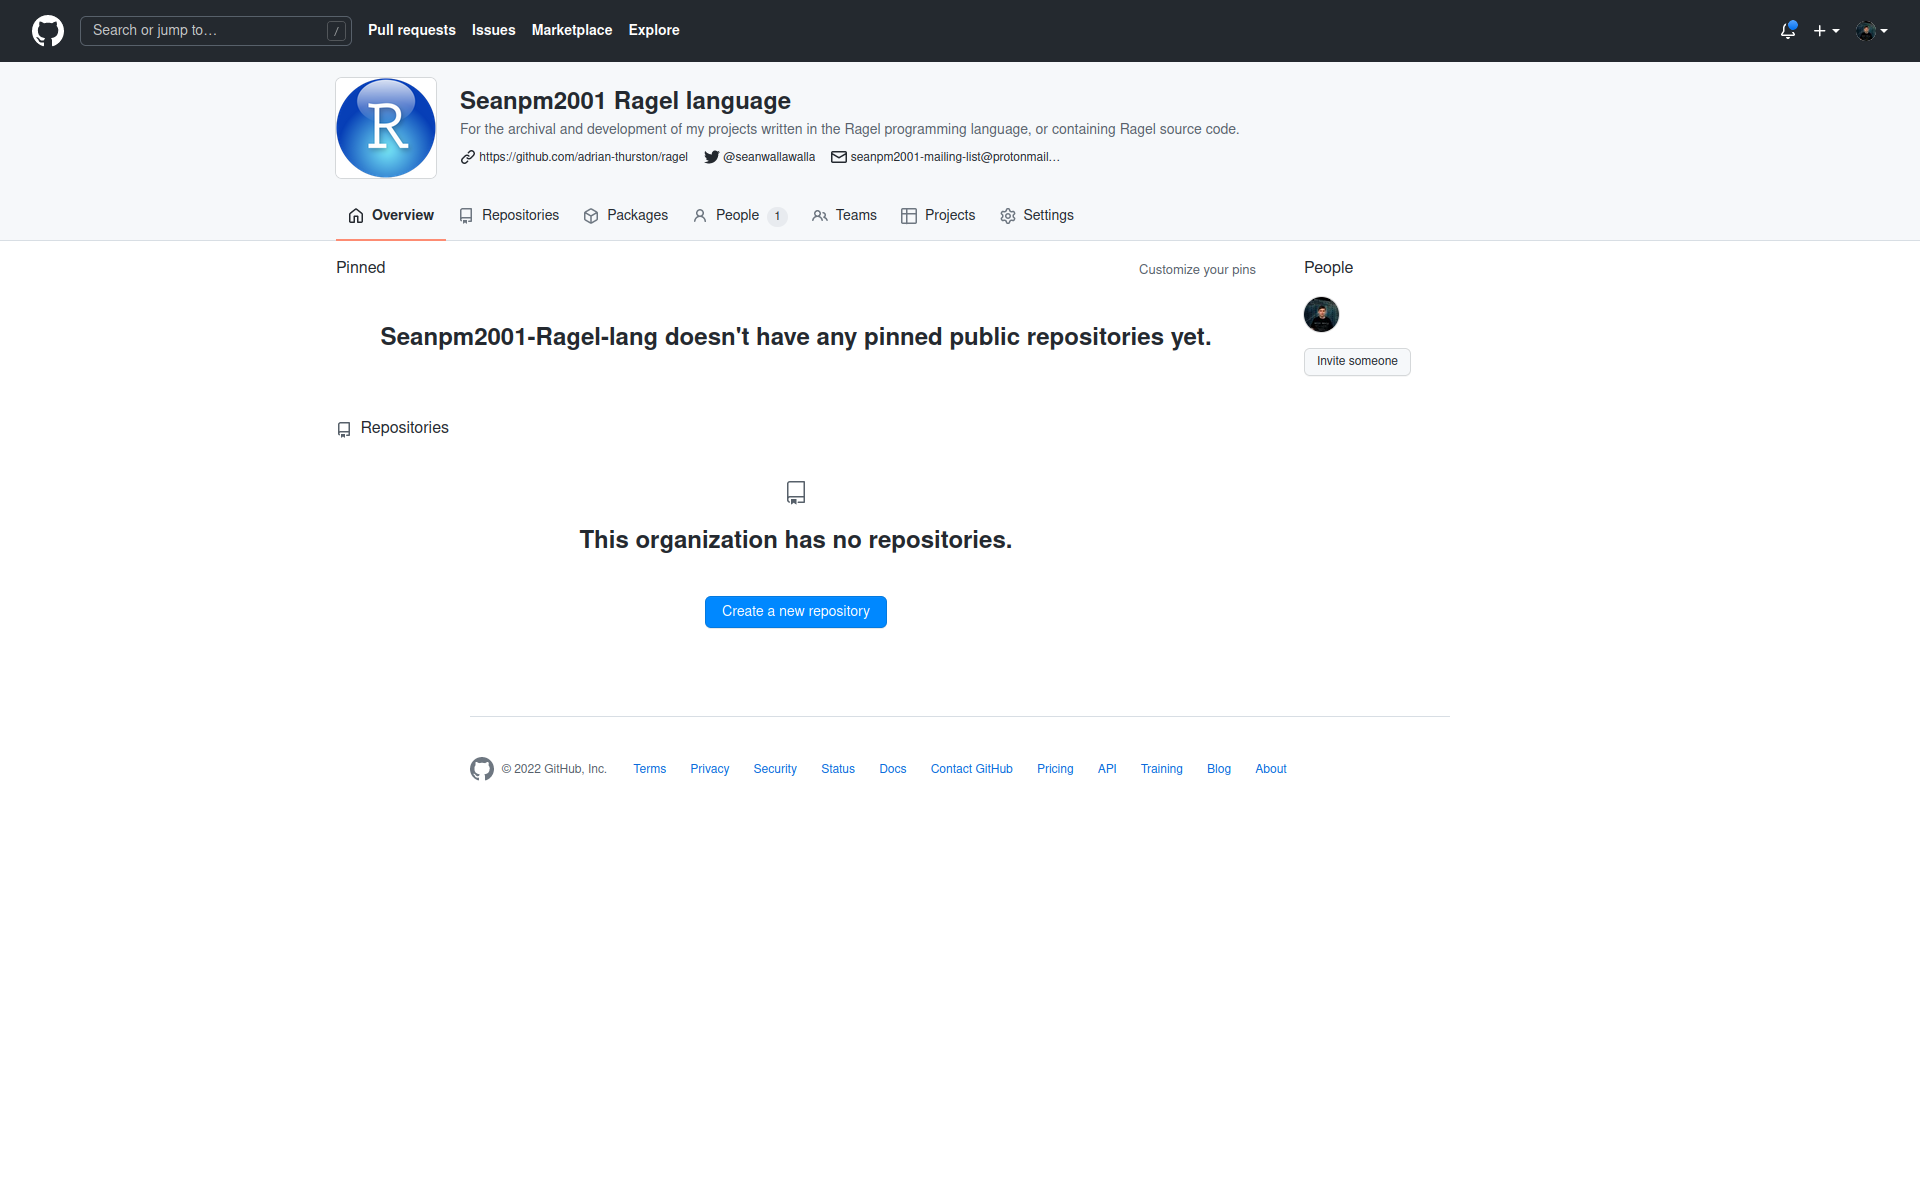 Search or jump to… /
Pull requests Issues Marketplace Explore
R
Seanpm2001 Ragel language
For the archival and development of my projects written in the Ragel programming language, or containing Ragel source code.
https://github.com/adrian-thurston/ragel @seanwallawalla seanpm2001-mailing-list@protonmail…
Overview Repositories Packages People 1 Teams Projects Settings
Pinned Customize your pins
Seanpm2001-Ragel-lang doesn't have any pinned public repositories yet.
People
Invite someone
Repositories
This organization has no repositories.
Create a new repository
© 2022 GitHub, Inc. Terms Privacy Security Status Docs Contact GitHub Pricing API Training Blog About